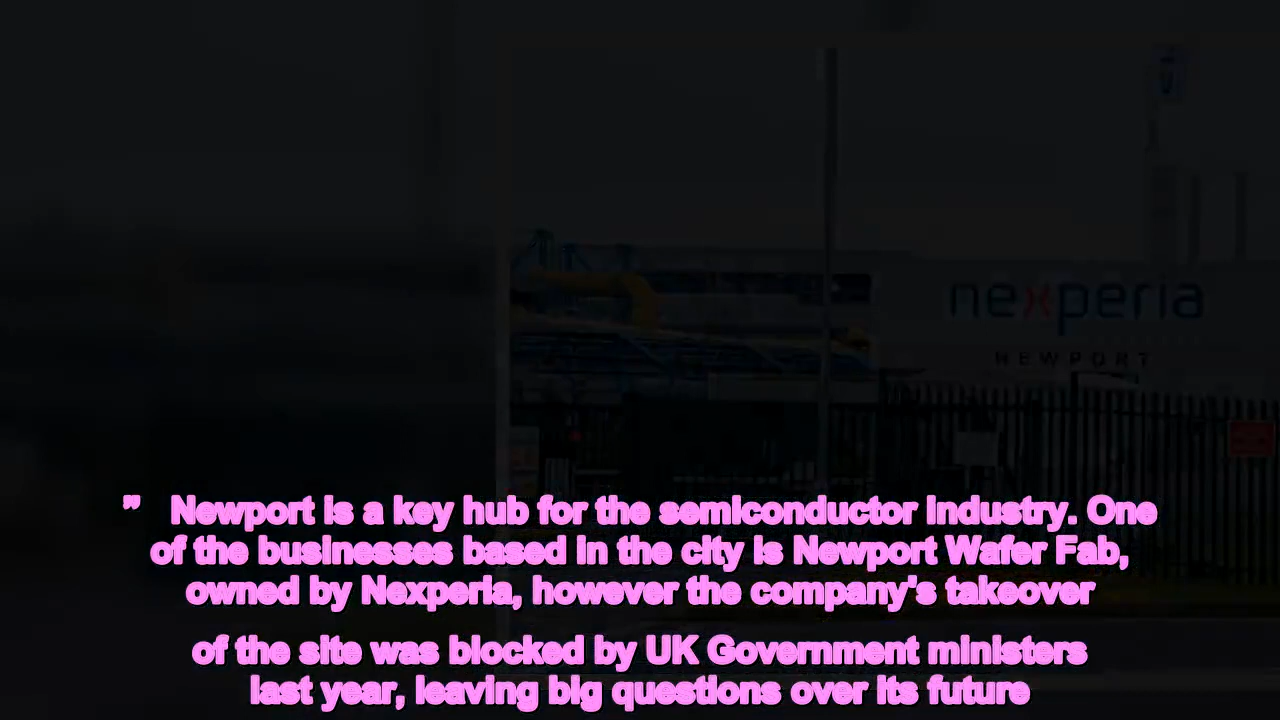 nexperia
NEWPORT
" Newport is a key hub for the semiconductor industry. One
of the businesses based in the city is Newport Wafer Fab,
owned by Nexperia, however the company's takeover
of the site was blocked by UK Government ministers
last year, leaving big questions over its future